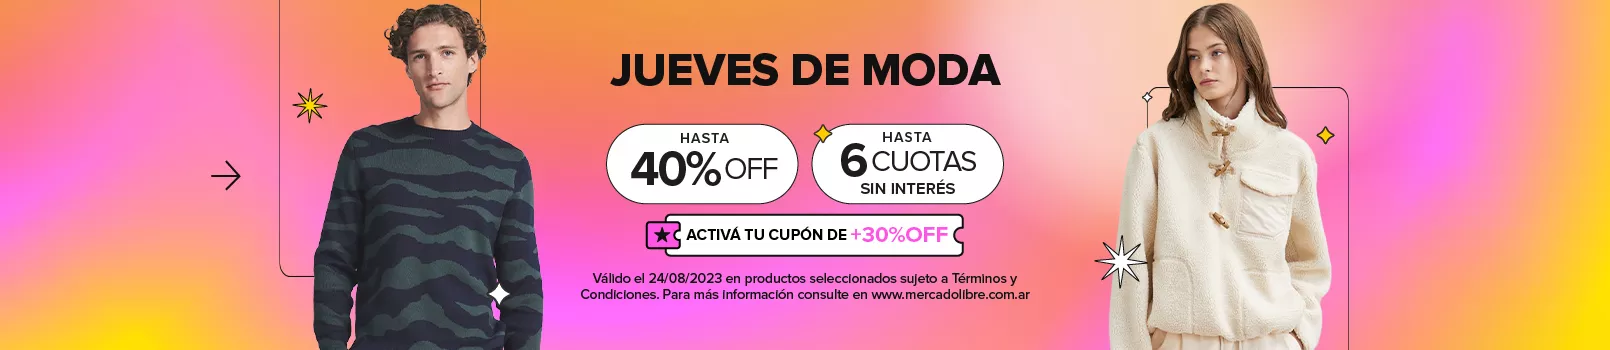 JUEVES DE MODA
HASTA
40% OFF
HASTA
6 CUOTAS
SIN INTERÉS
ACTIVÁ TU CUPÓN DE +30%OFF
Válido el 24/08/2023 en productos seleccionados sujeto a Términos y
Condiciones. Para más información consulte en www.mercadolibre.com.ar